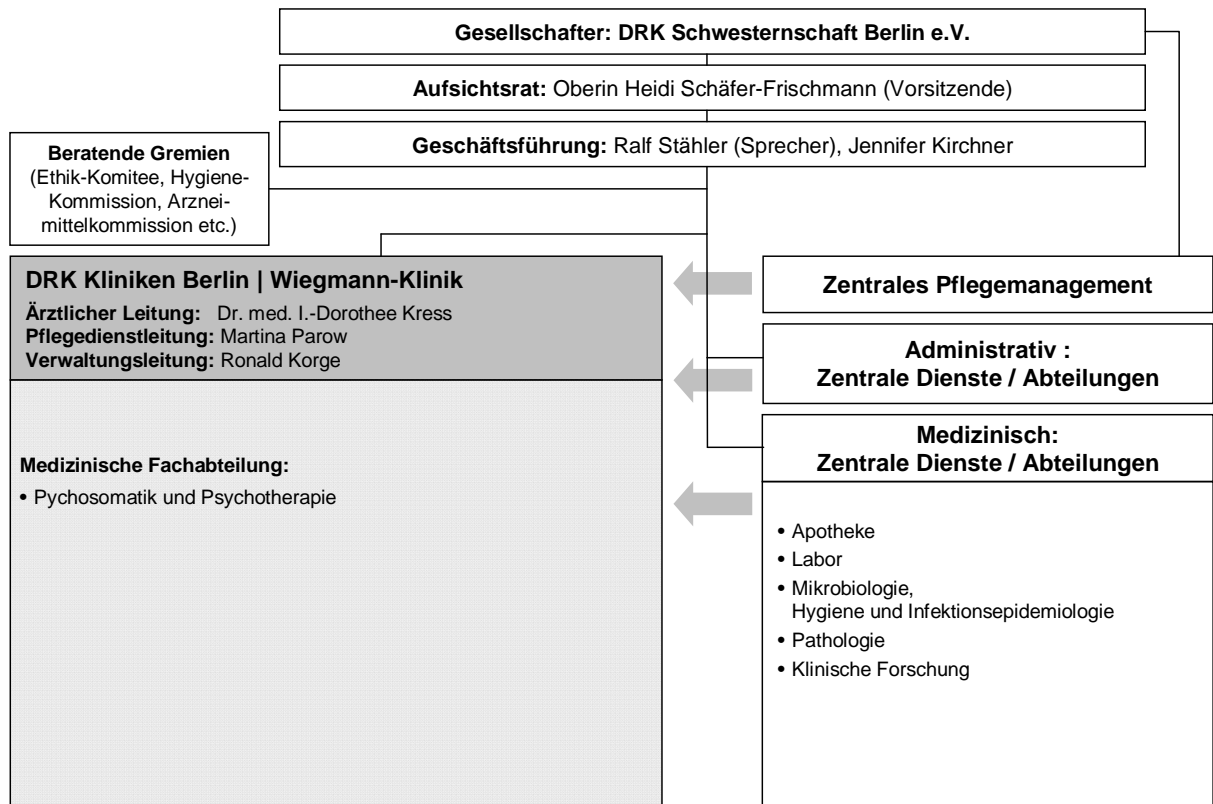 Gesellschafter: DRK Schwesternschaft Berlin e.V.
Aufsichtsrat: Oberin Heidi Schäfer-Frischmann (Vorsitzende)
Geschäftsführung: Ralf Stähler (Sprecher), Jennifer Kirchner
Beratende Gremien
(Ethik-Komitee, Hygiene-
Kommission, Arznei-
mittelkommission etc.)
DRK Kliniken Berlin | Wiegmann-Klinik
Ärztlicher Leitung: Dr. med. I.-Dorothee Kress
Pflegedienstleitung: Martina Parow
Verwaltungsleitung: Ronald Korge
Medizinische Fachabteilung:
• Pychosomatik und Psychotherapie
Zentrales Pflegemanagement
Administrativ :
Zentrale Dienste / Abteilungen
Medizinisch:
Zentrale Dienste / Abteilungen
• Apotheke
• Labor
• Mikrobiologie,
Hygiene und Infektionsepidemiologie
• Pathologie
• Klinische Forschung